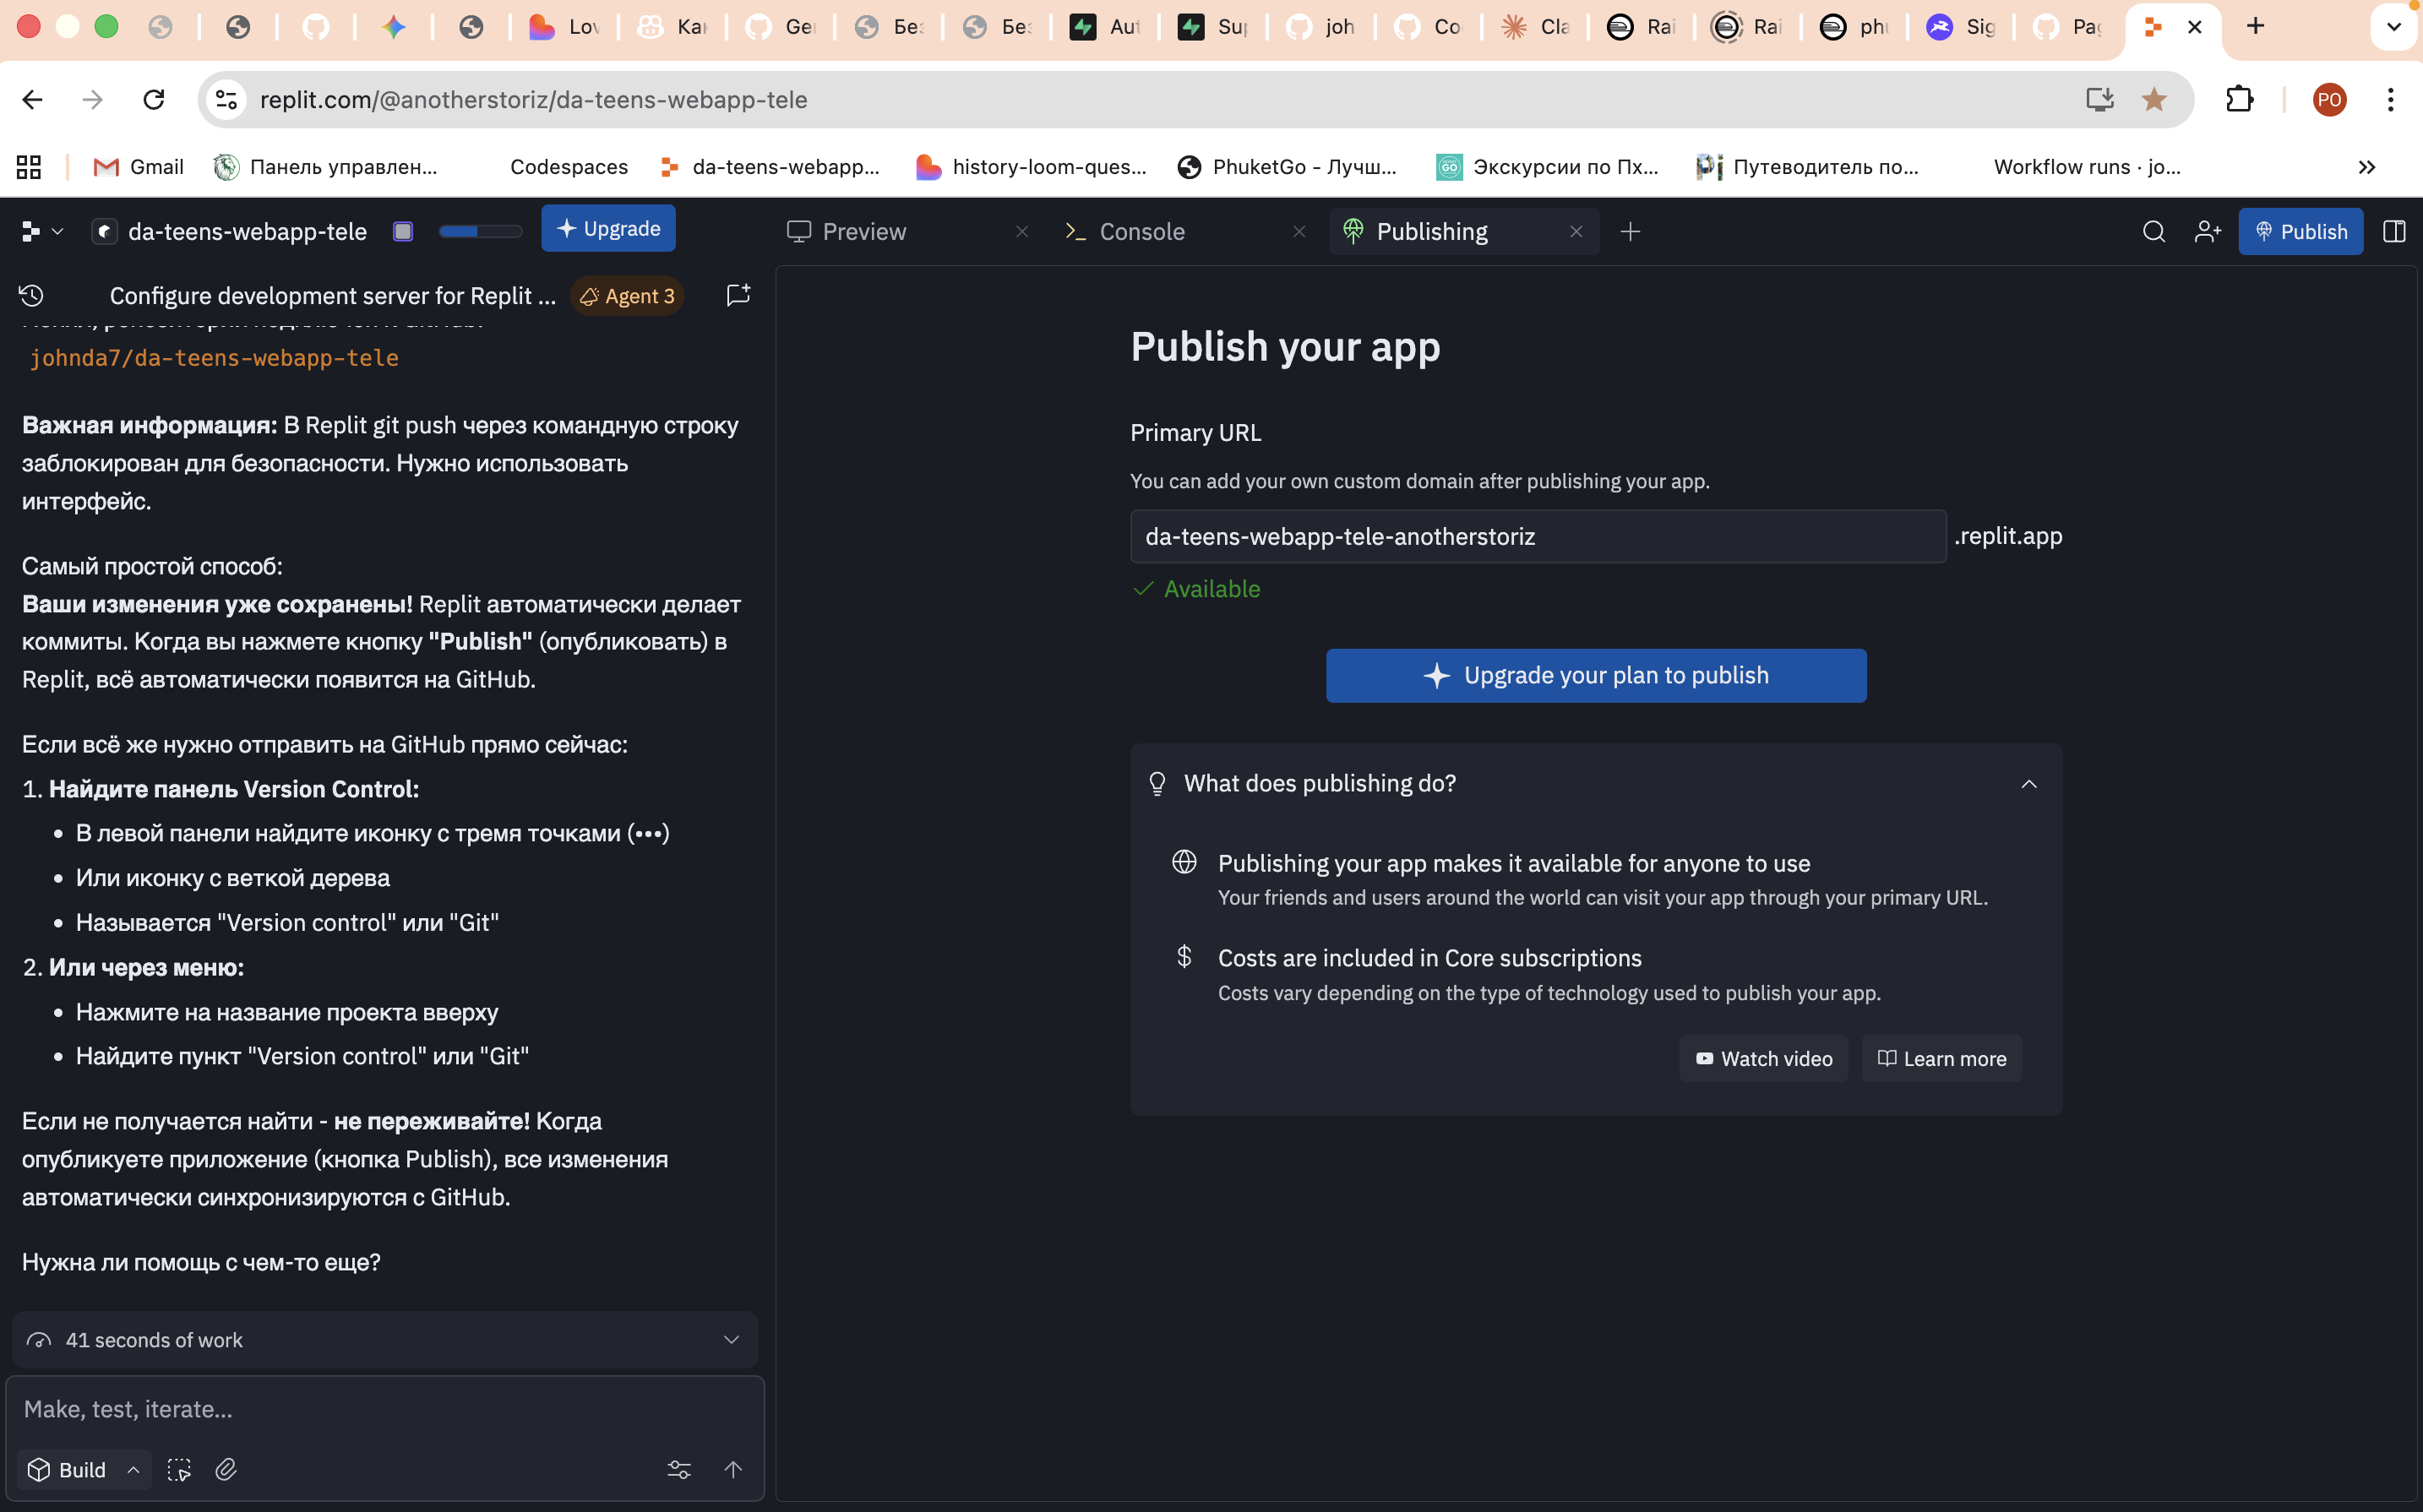 Lov
Ka
Ge
Без
Без
Aut
Sup
joh
Co
Cla
Rai
Rai
phu
Sig
Pag
replit.com/@anotherstoriz/da-teens-webapp-tele
PO
Gmail
Панель управлен...
Codespaces
da-teens-webapp...
history-loom-ques...
PhuketGo - Лучш...
GO
Экскурсии по Пх...
Pi
Путеводитель по...
Workflow runs · jo...
da-teens-webapp-tele
Upgrade
Preview
Console
Publishing
Publish
Configure development server for Replit ...
Agent 3
johnda7/da-teens-webapp-tele
Важная информация: В Replit git push через командную строку
заблокирован для безопасности. Нужно использовать
интерфейс.
Самый простой способ:
Ваши изменения уже сохранены! Replit автоматически делает
коммиты. Когда вы нажмете кнопку "Publish" (опубликовать) в
Replit, всё автоматически появится на GitHub.
Если всё же нужно отправить на GitHub прямо сейчас:
1. Найдите панель Version Control:
• В левой панели найдите иконку с тремя точками (•••)
• Или иконку с веткой дерева
• Называется "Version control" или "Git"
2. Или через меню:
• Нажмите на название проекта вверху
• Найдите пункт "Version control" или "Git"
Если не получается найти - не переживайте! Когда
опубликуете приложение (кнопка Publish), все изменения
автоматически синхронизируются с GitHub.
Нужна ли помощь с чем-то еще?
41 seconds of work
Make, test, iterate...
Build
Publish your app
Primary URL
You can add your own custom domain after publishing your app.
da-teens-webapp-tele-anotherstoriz
.replit.app
Available
Upgrade your plan to publish
What does publishing do?
Publishing your app makes it available for anyone to use
Your friends and users around the world can visit your app through your primary URL.
Costs are included in Core subscriptions
Costs vary depending on the type of technology used to publish your app.
Watch video
Learn more